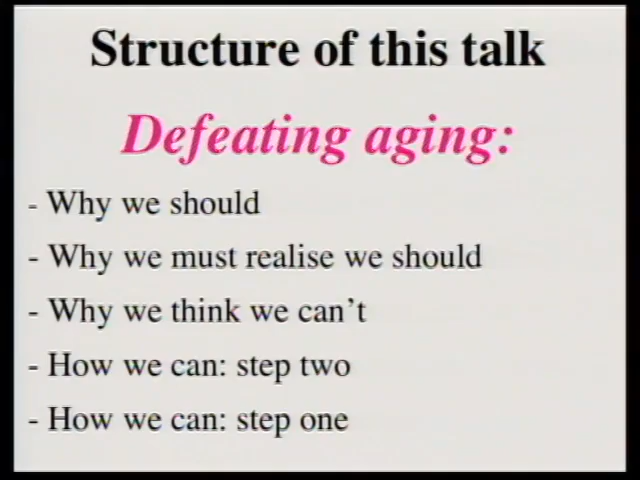 Structure of this talk
Defeating aging:
- Why we should
- Why we must realise we should
- Why we think we can't
- How we can: step two
- How we can: step one